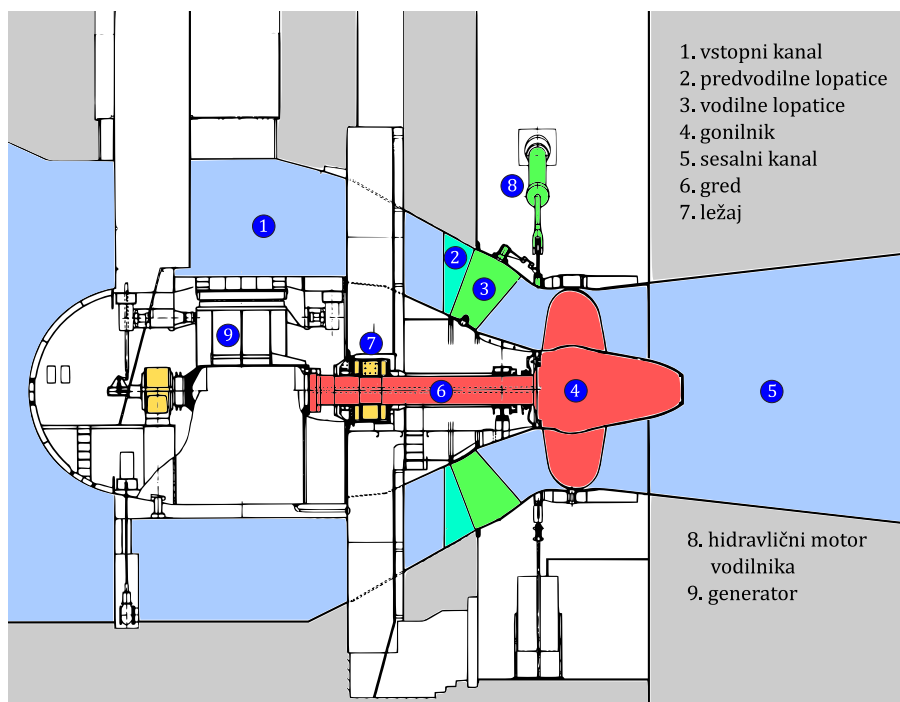 1. vstopni kanal
2. predvodilne lopatice
3. vodilne lopatice
4. gonilnik
5. sesalni kanal
6. gred
7. ležaj
8
1
2
3
9
7
6
4
5
8. hidravlični motor
vodilnika
9. generator